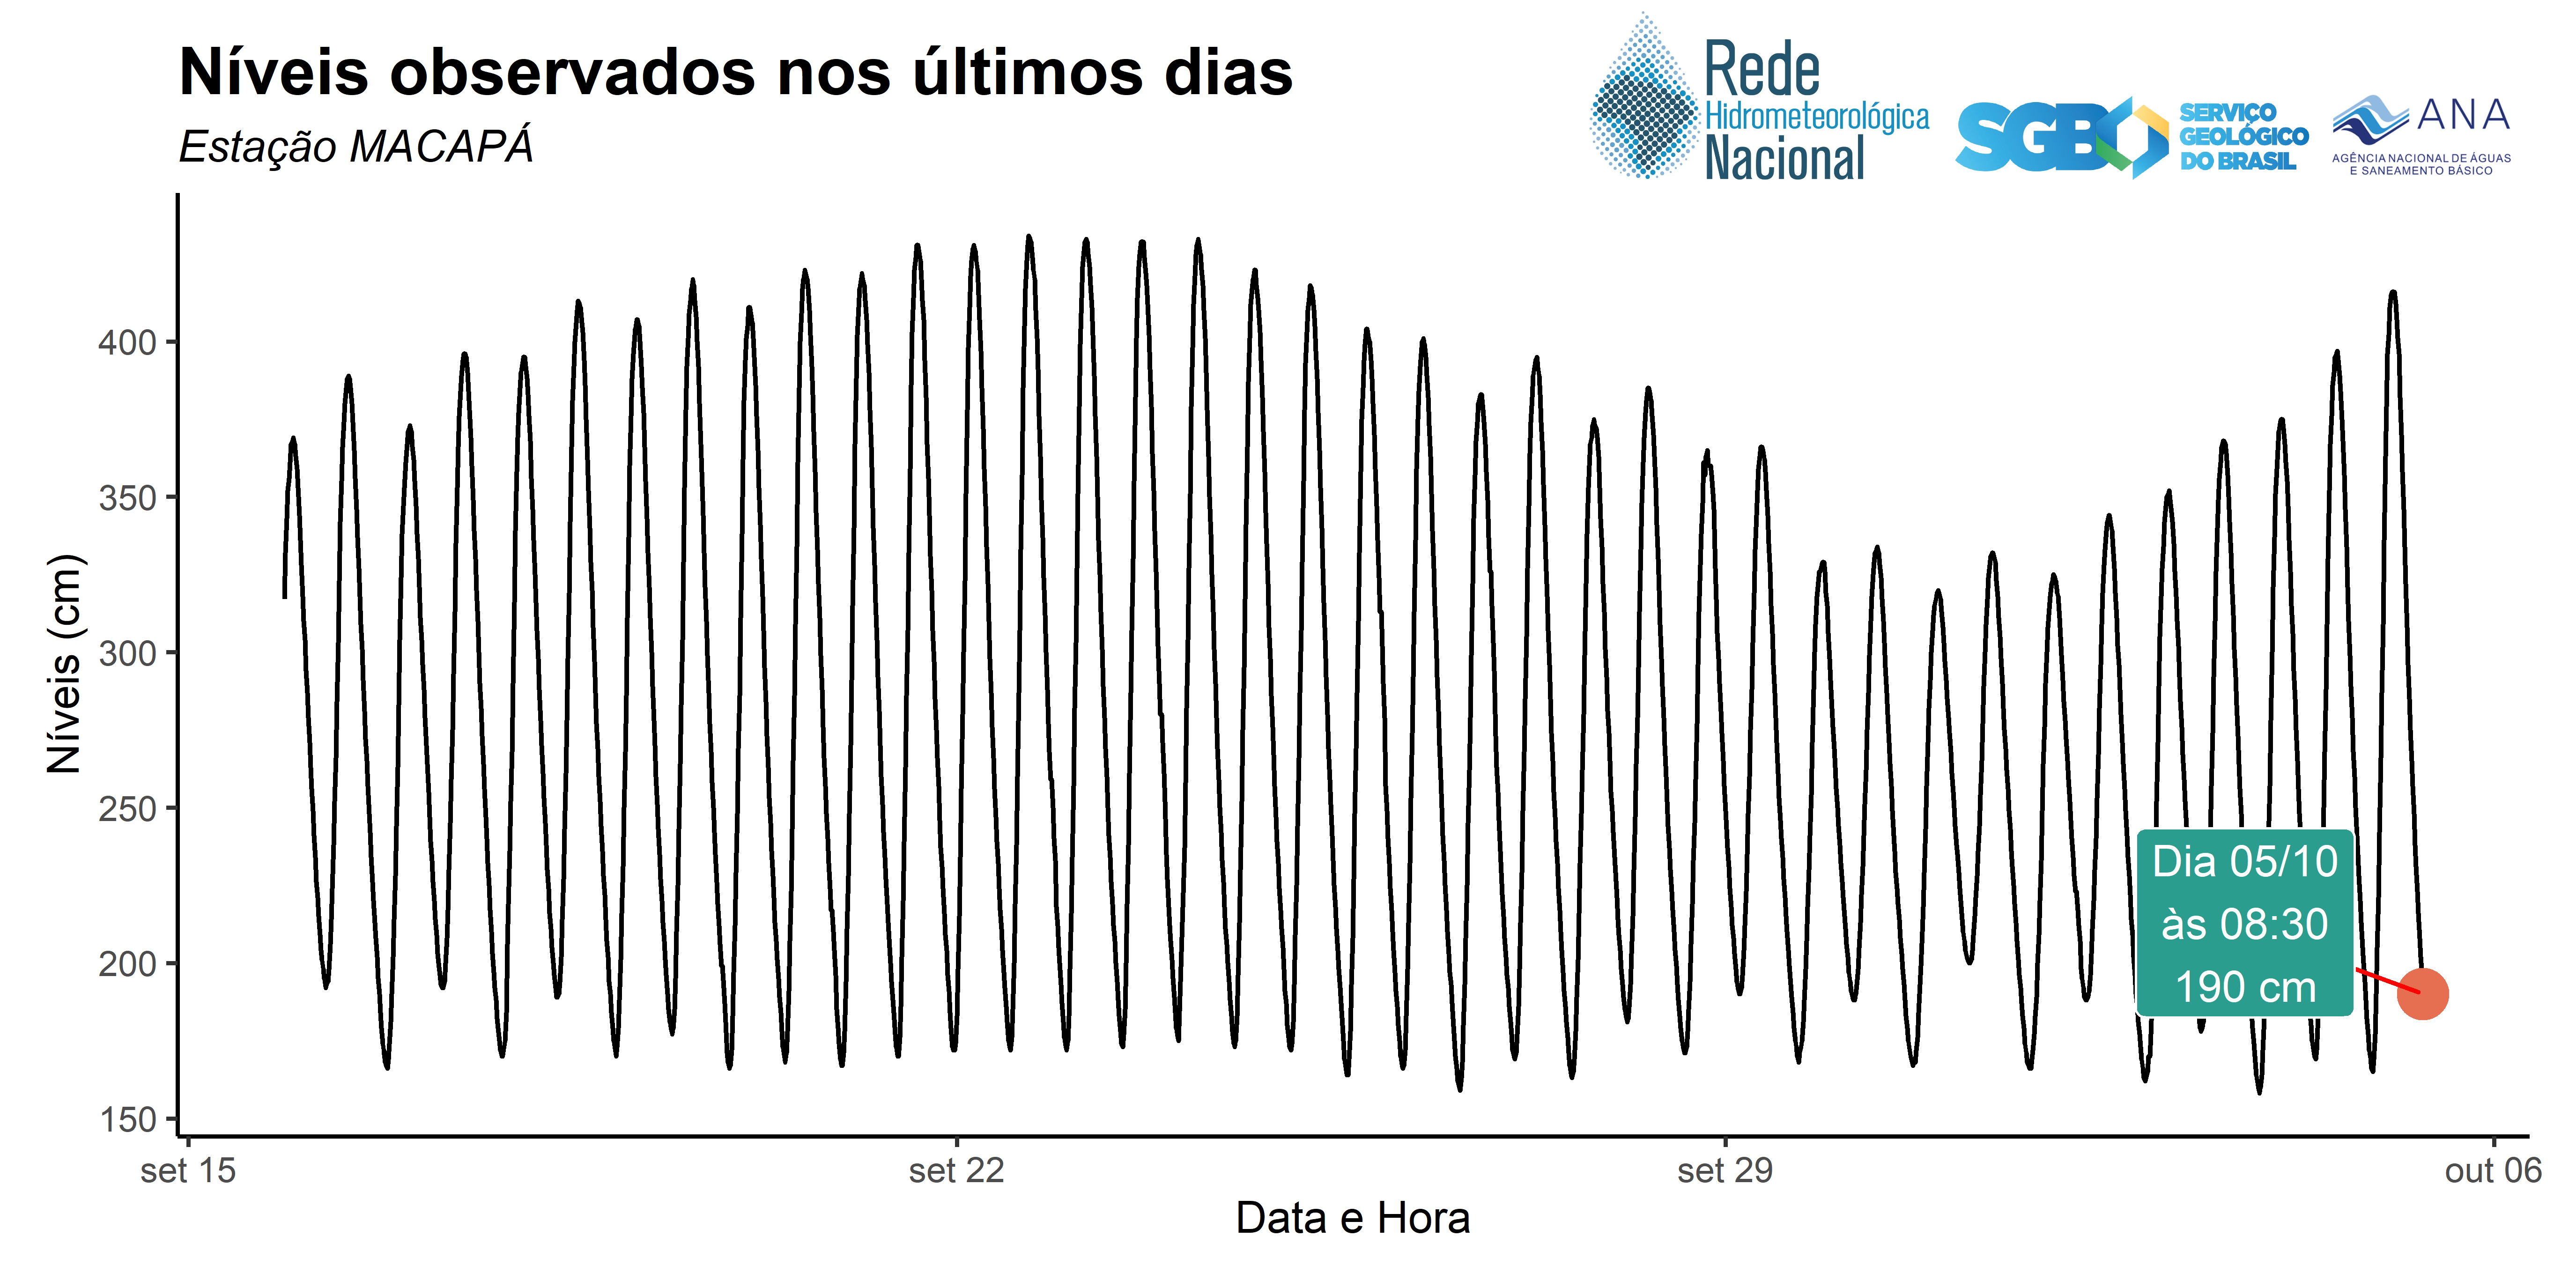 Níveis observados nos últimos dias
Estação MACAPÁ
Rede
Hidrometeorológica
Nacional
SGB
SERVIÇO
GEOLÓGICO
DO BRASIL
ANA
AGÊNCIA NACIONAL DE ÁGUAS
E SANEAMENTO BÁSICO
Níveis (cm)
400
350
300
250
200
150
Dia 05/10
às 08:30
190 cm
set 15
set 22
set 29
out 06
Data e Hora